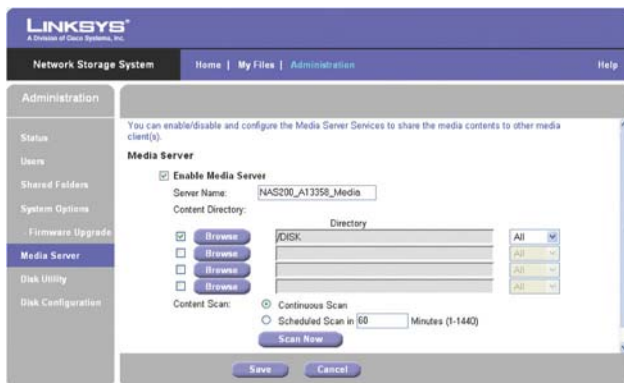 LINKSYS®
A Division of Cisco Systems, Inc.
Network Storage System
Home | My Files | Administration
Help
Administration
Status
Users
Shared Folders
System Options
- Firmware Upgrade
Media Server
Disk Utility
Disk Configuration
You can enable/disable and configure the Media Server Services to share the media contents to other media
client(s).
Media Server
Enable Media Server
Server Name: NAS200_A13358_Media
Content Directory:
Directory
Browse /DISK All
Browse All
Browse All
Browse All
Content Scan: Continuous Scan
Scheduled Scan in 60 Minutes (1-1440)
Scan Now
Save Cancel